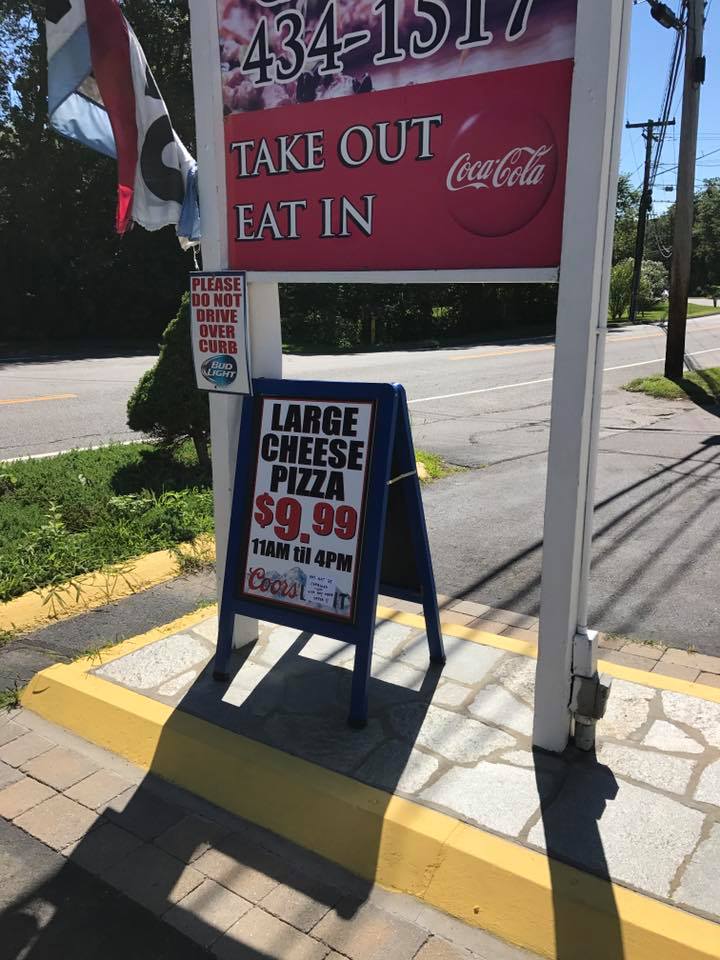 434-1517
TAKE OUT
EAT IN
Coca-Cola
PLEASE
DO NOT
DRIVE
OVER
CURB
BUD
LIGHT
LARGE
CHEESE
PIZZA
$9.99
11AM til 4PM
Coors L IT